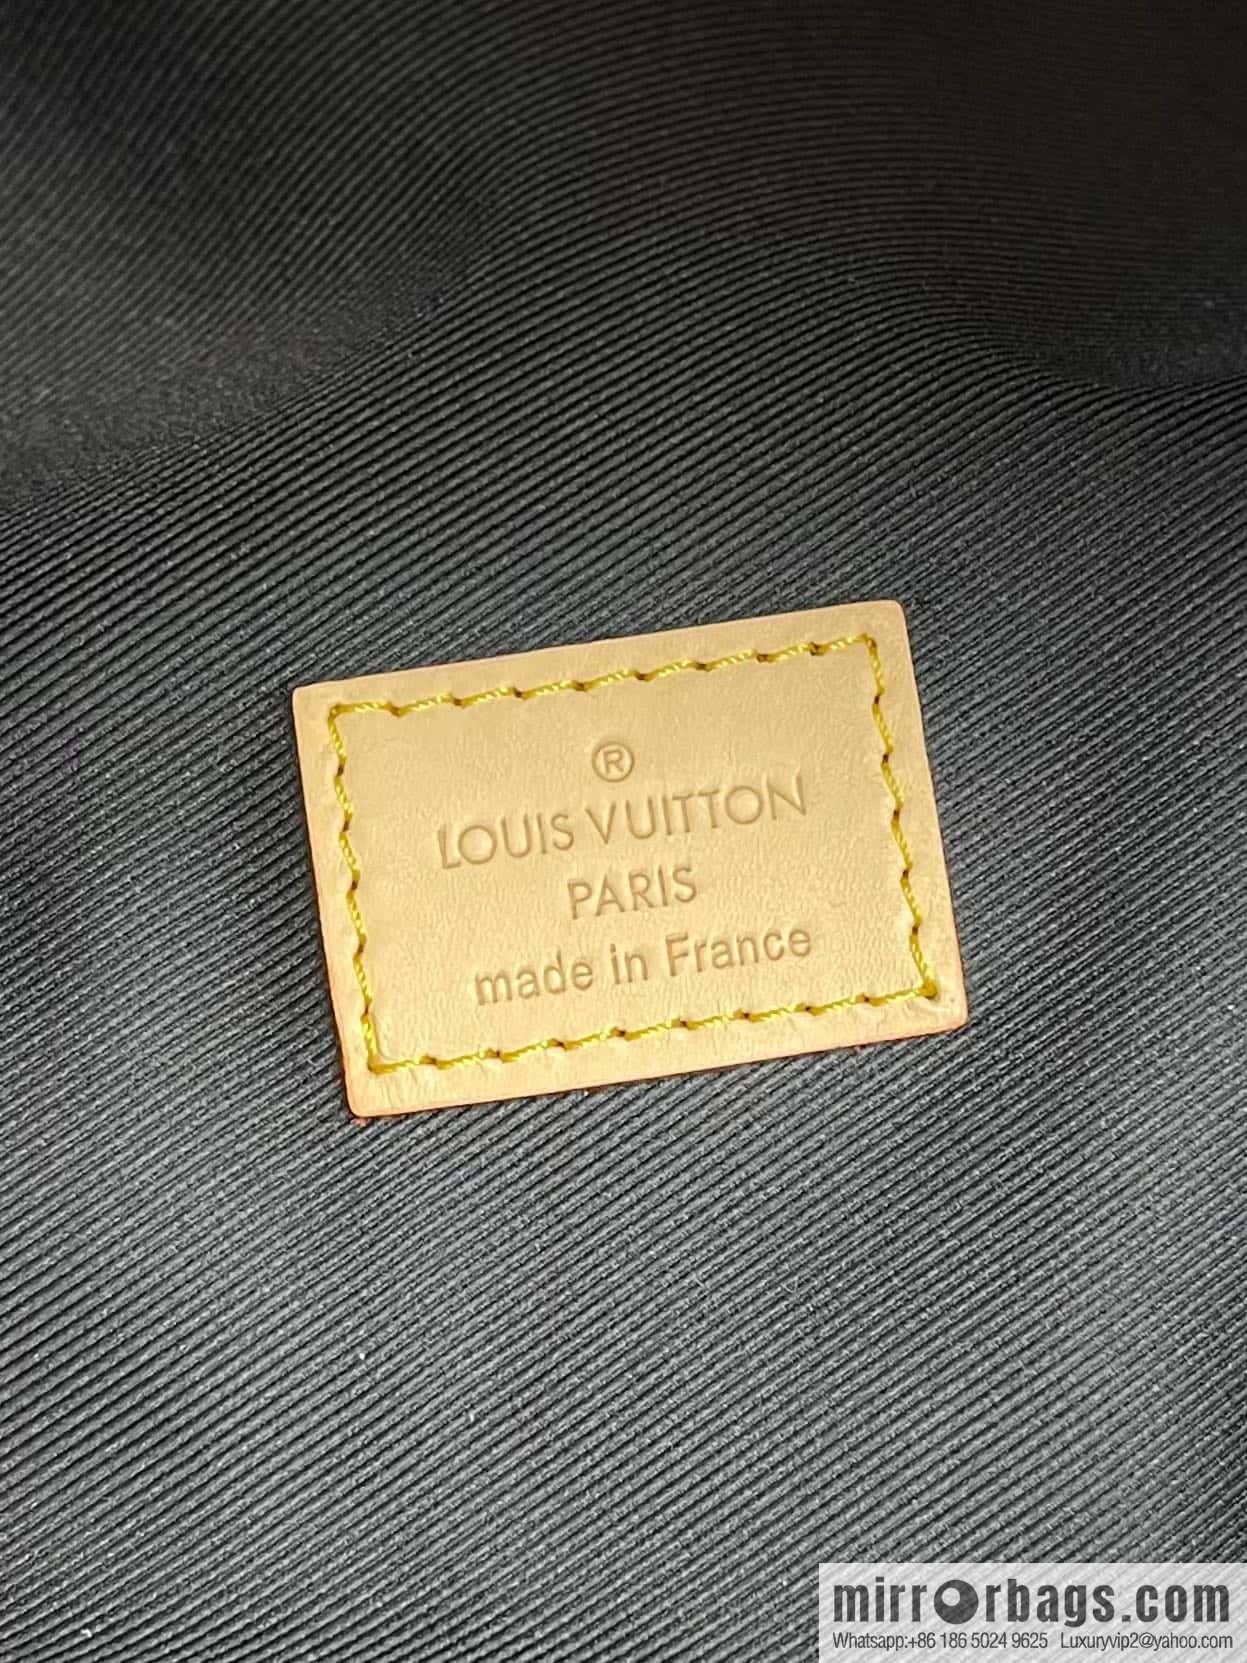 ®
LOUIS VUITTON
PARIS
made in France
mirrorbags.com
Whatsapp:+86 186 5024 9625 Luxuryvip2@yahoo.com